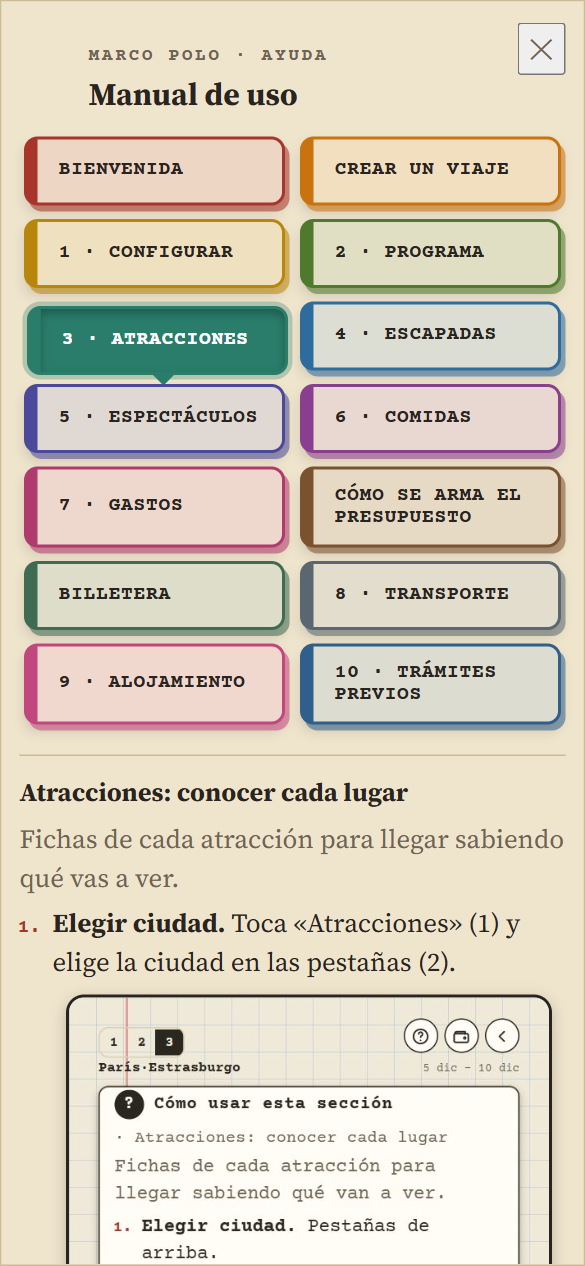 MARCO POLO · AYUDA
Manual de uso
BIENVENIDA
CREAR UN VIAJE
1 · CONFIGURAR
2 · PROGRAMA
3 · ATRACCIONES
4 · ESCAPADAS
5 · ESPECTÁCULOS
6 · COMIDAS
7 · GASTOS
CÓMO SE ARMA EL
PRESUPUESTO
BILLETERA
8 · TRANSPORTE
9 · ALOJAMIENTO
10 · TRÁMITES
PREVIOS
Atracciones: conocer cada lugar
Fichas de cada atracción para llegar sabiendo
qué vas a ver.
1. Elegir ciudad. Toca «Atracciones» (1) y
elige la ciudad en las pestañas (2).
1 2 3
París·Estrasburgo
5 dic – 10 dic
? Cómo usar esta sección
· Atracciones: conocer cada lugar
Fichas de cada atracción para
llegar sabiendo qué van a ver.
1. Elegir ciudad. Pestañas de
arriba.